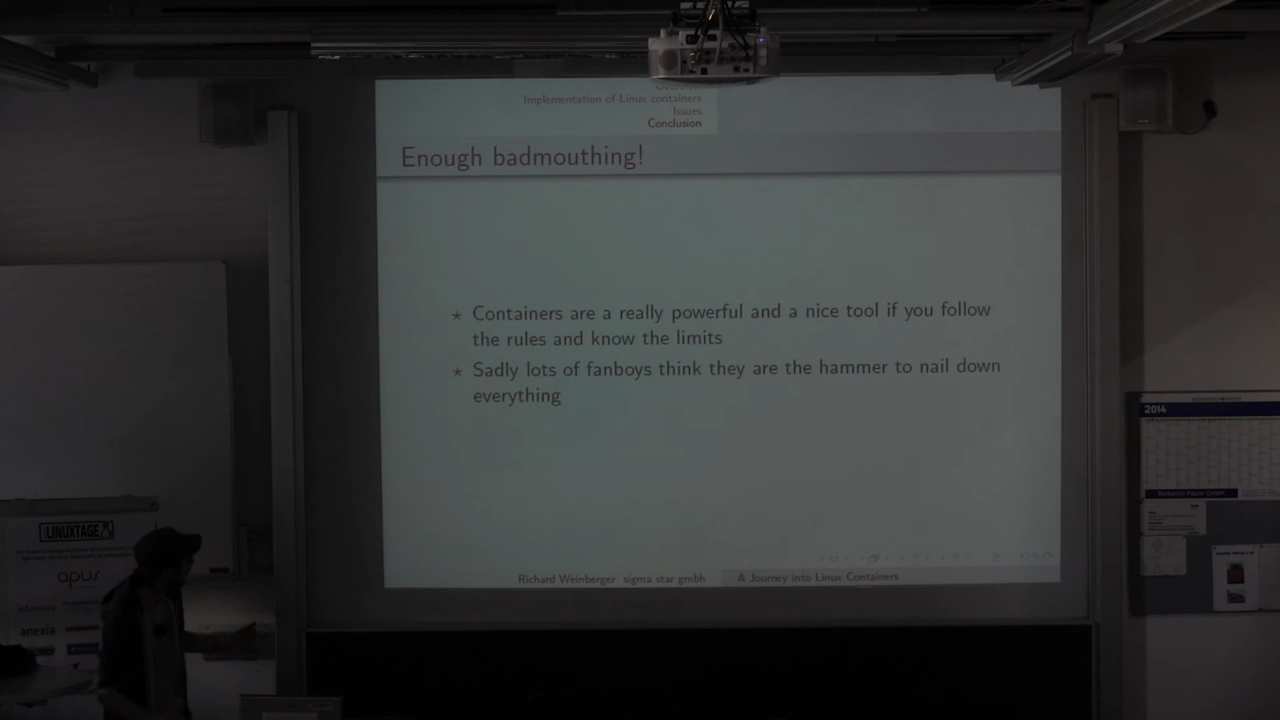 Implementation of Linux containers
Issues
Conclusion
Enough badmouthing!
Containers are a really powerful and a nice tool if you follow
the rules and know the limits
Sadly lots of fanboys think they are the hammer to nail down
everything
Richard Weinberger sigma star gmbh
A Journey into Linux Containers
2014
LINUXTAGE
apus
anexia